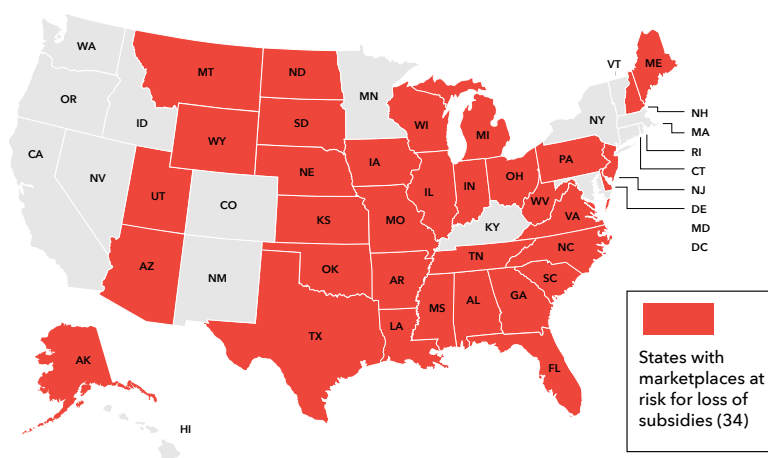 VT
ME
WA
MT
ND
MN
OR
ID
SD
WI
MI
NY
NH
MA
RI
CT
NJ
DE
MD
DC
WY
CA
NV
UT
CO
NE
IA
IL
IN
OH
PA
WV
VA
KS
MO
KY
AZ
NM
OK
AR
TN
NC
SC
TX
LA
MS
AL
GA
FL
AK
HI
States with
marketplaces at
risk for loss of
subsidies (34)